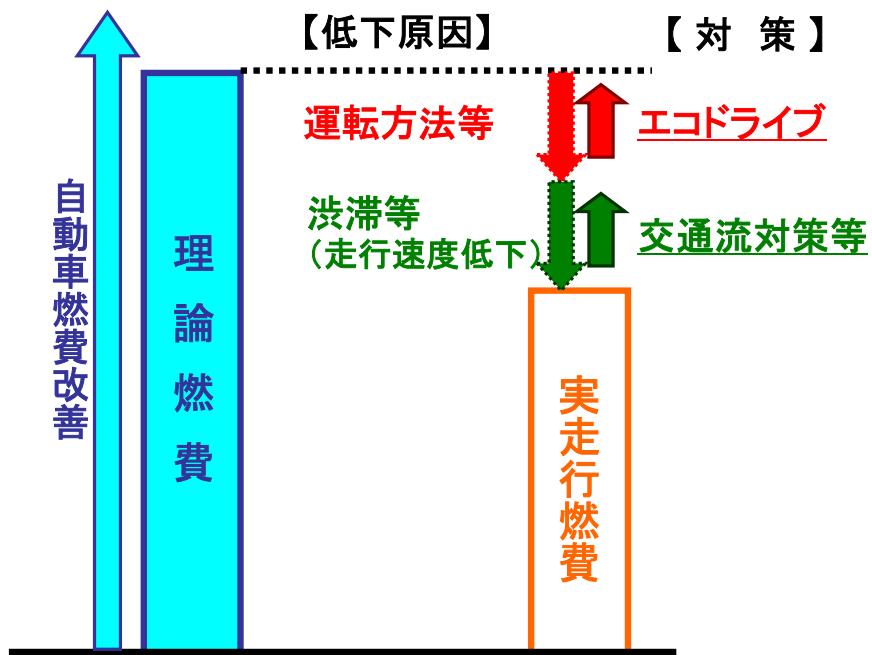 【低下原因】
【 対　策 】
運転方法等
エコドライブ
渋滞等
（走行速度低下）
交通流対策等
自動車燃費改善
理論燃費
実走行燃費